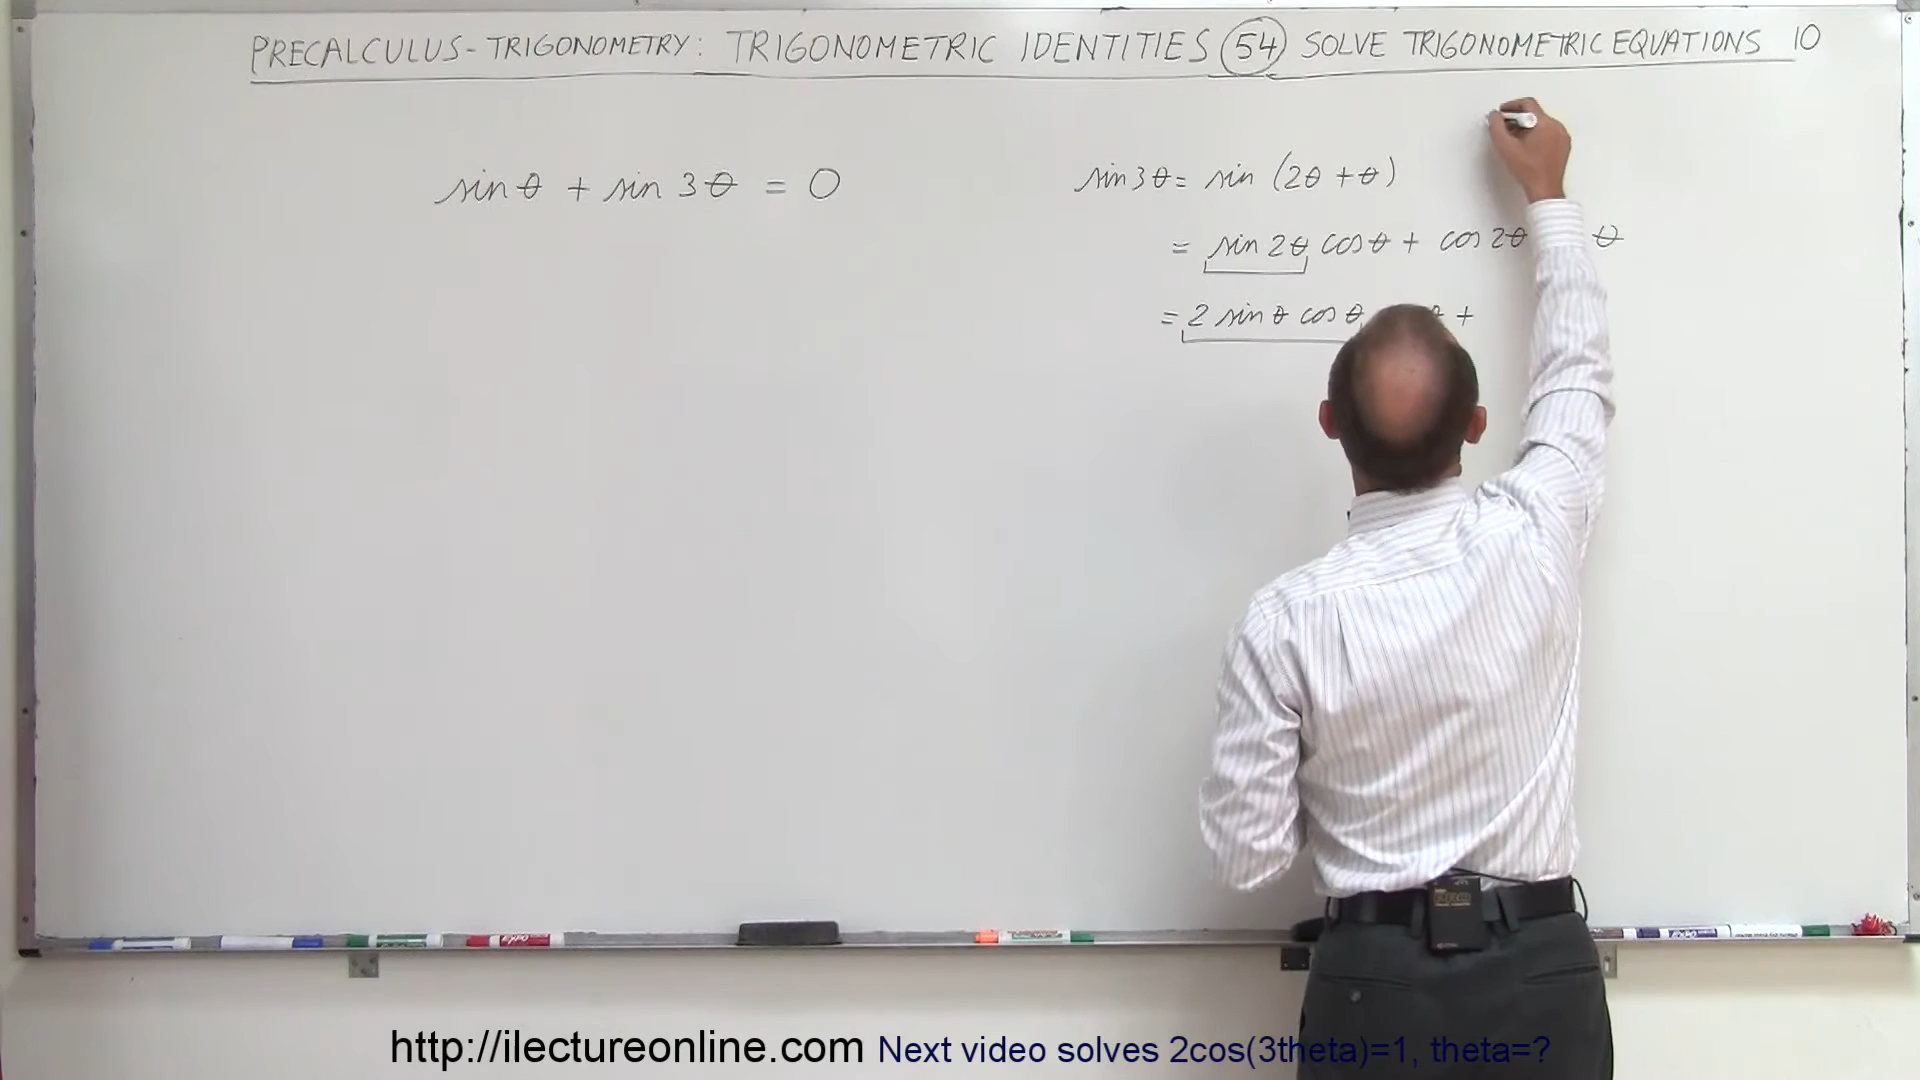 PRECALCULUS - TRIGONOMETRY: TRIGONOMETRIC IDENTITIES 54 SOLVE TRIGONOMETRIC EQUATIONS 10
sin θ + sin 3θ = 0
sin 3θ = sin (2θ + θ)
= sin 2θ cos θ + cos 2θ θ
= 2 sin θ cos θ +
http://ilectureonline.com Next video solves 2cos(3theta)=1, theta=?